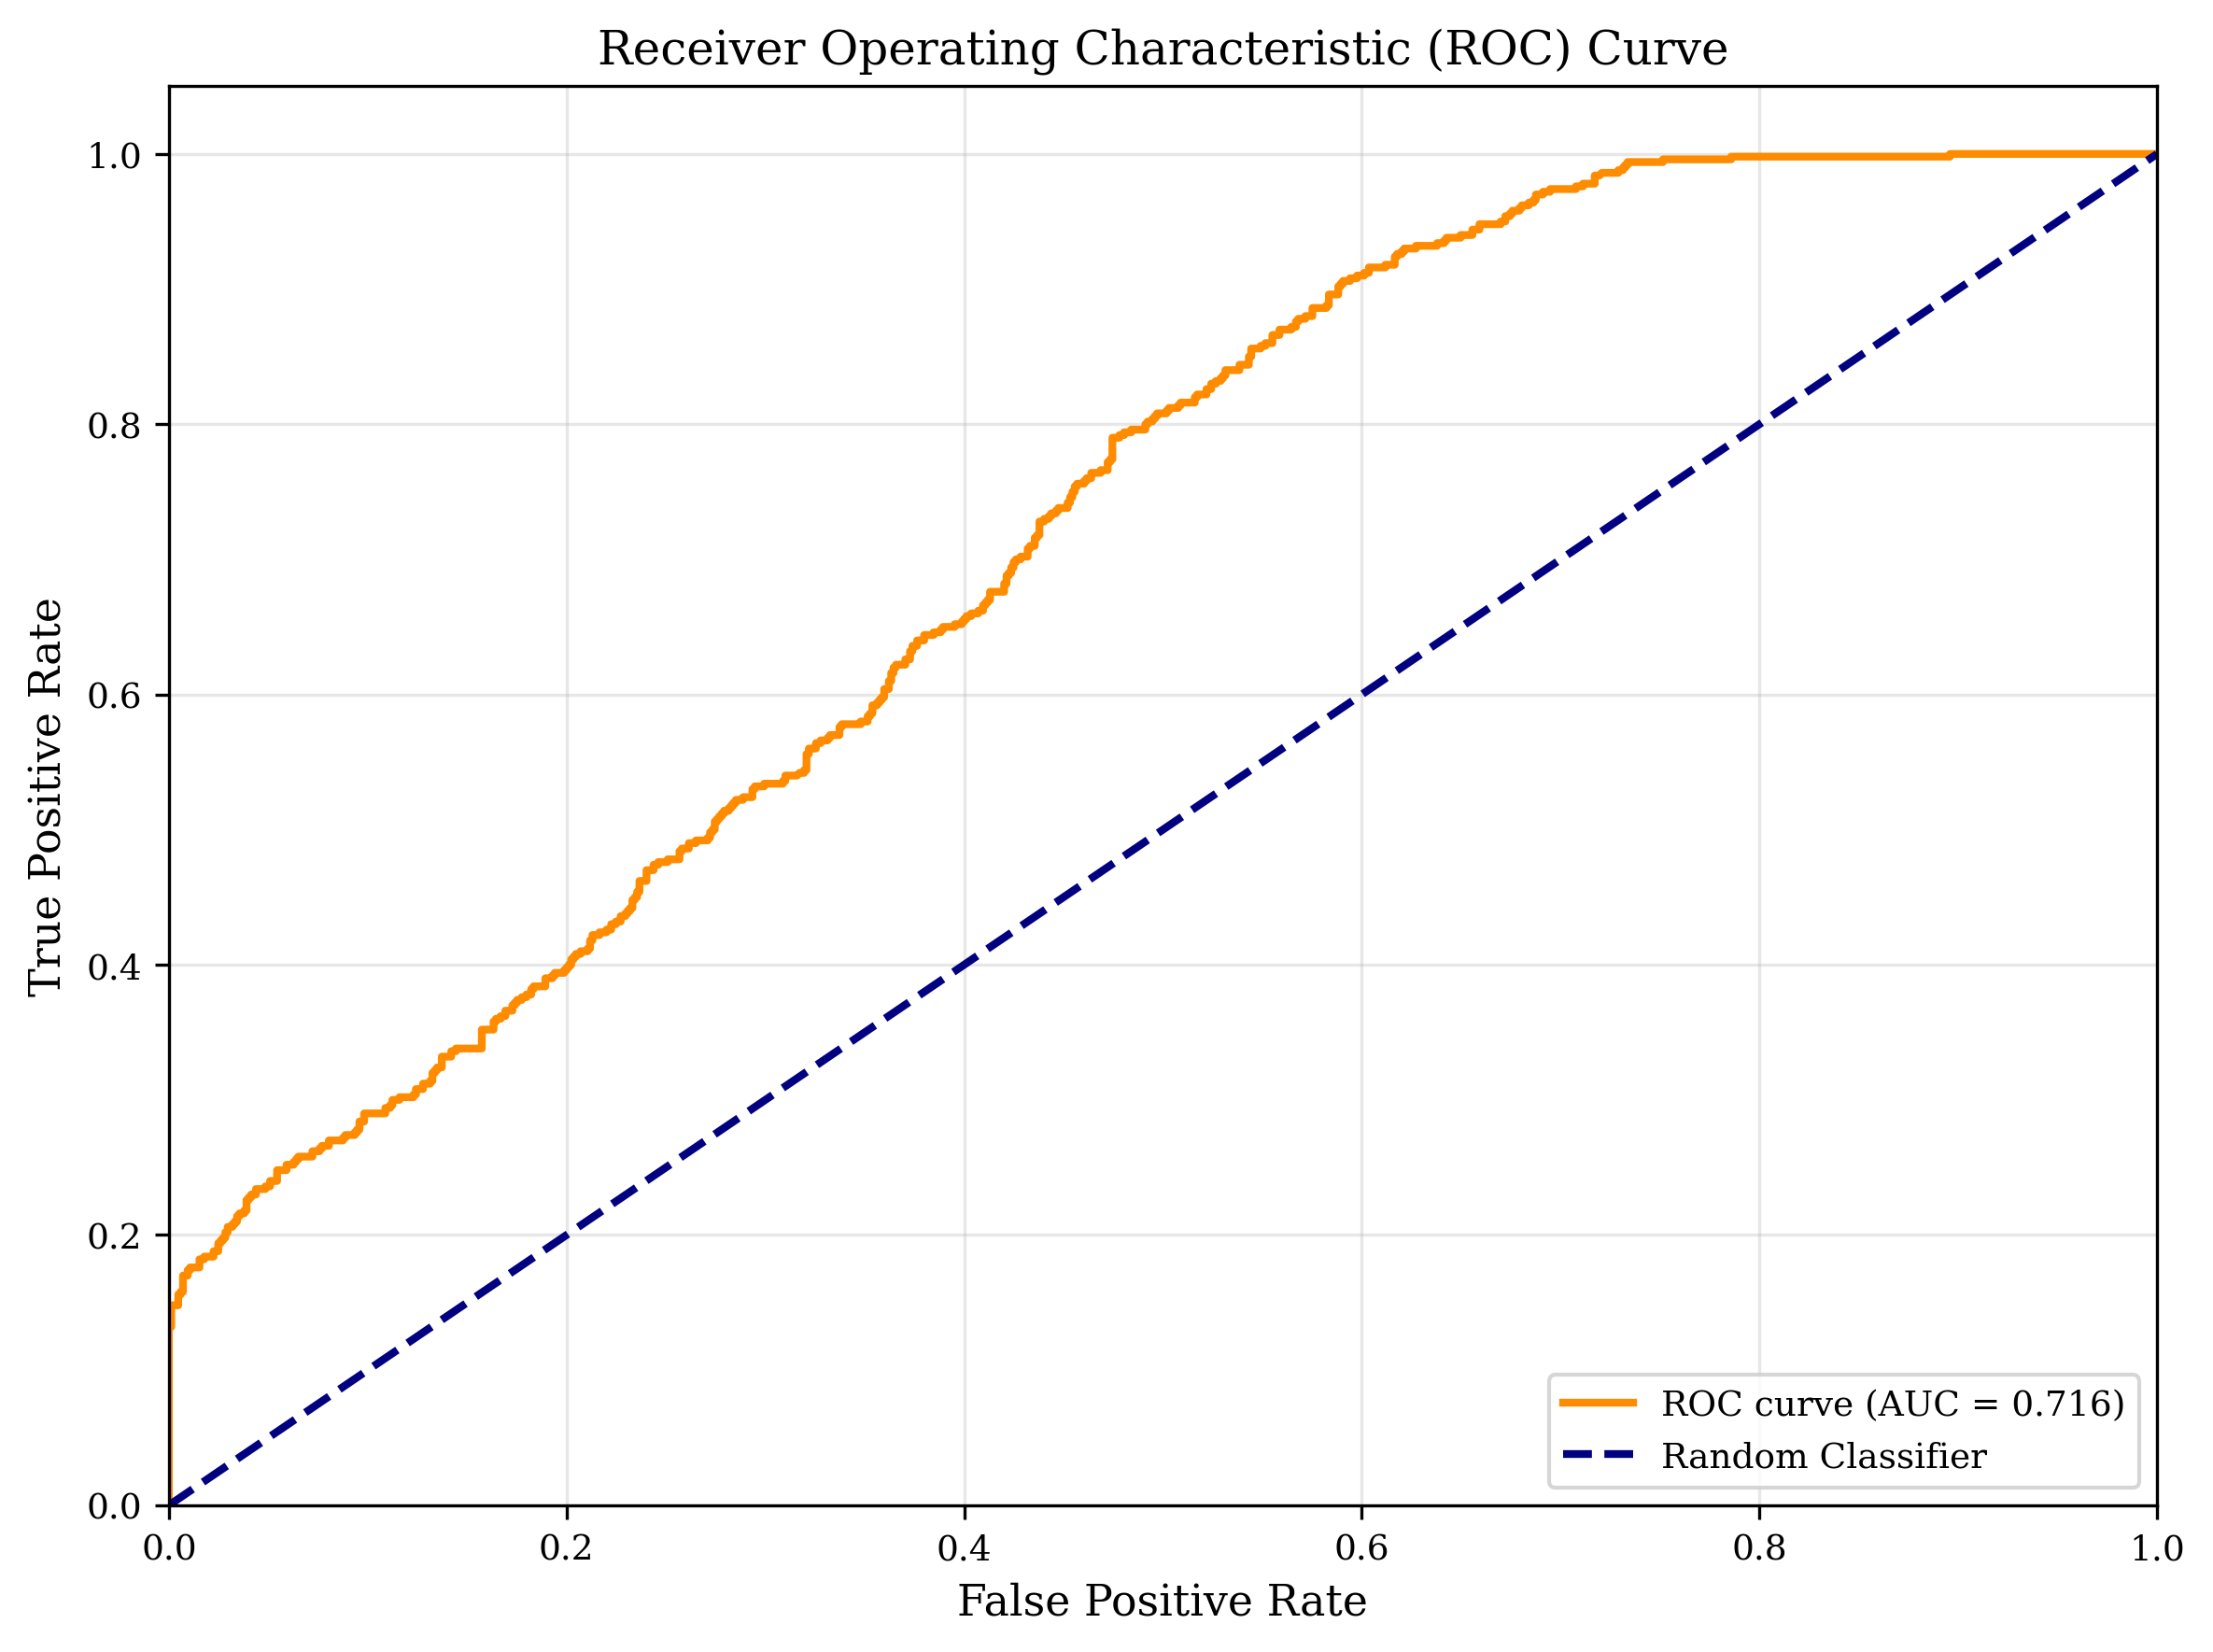 Receiver Operating Characteristic (ROC) Curve
1.0
0.8
0.6
0.4
0.2
0.0
True Positive Rate
0.0 0.2 0.4 0.6 0.8 1.0
False Positive Rate
ROC curve (AUC = 0.716)
Random Classifier